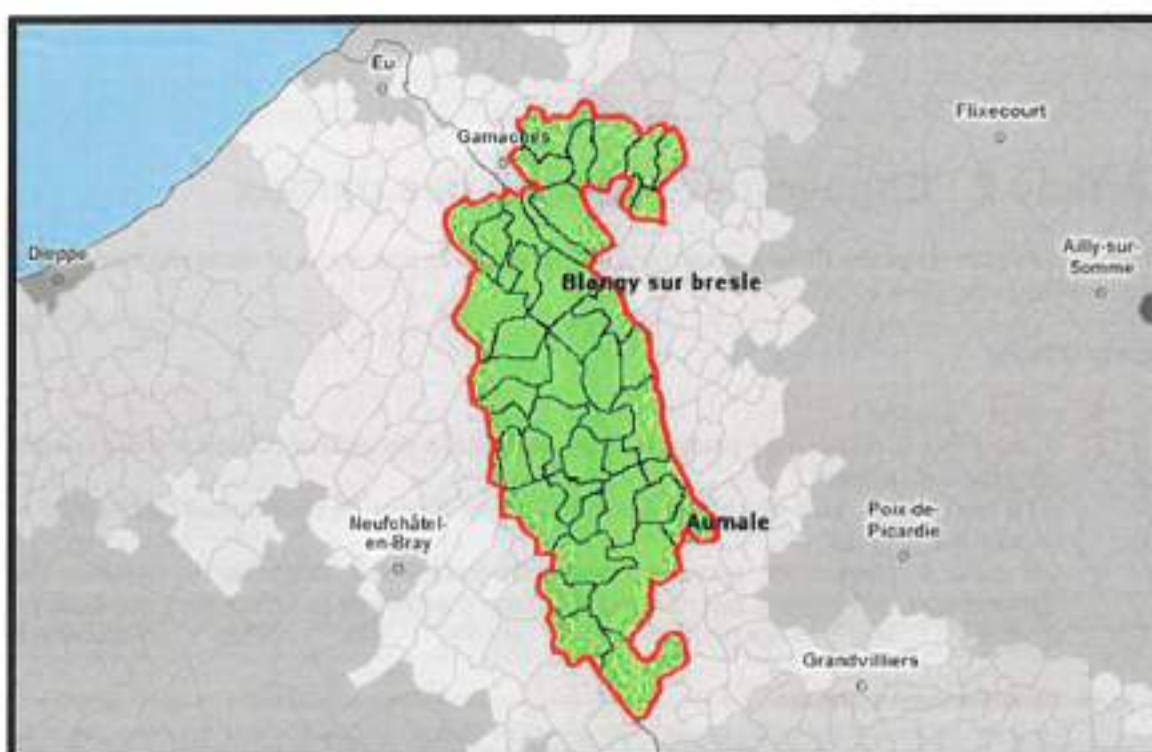 Eu
Flixecourt
Gamaches
Dieppe
Ailly-sur-
Somme
Blangy sur bresle
Neufchâtel-
en-Bray
Aumale
Poix-de-
Picardie
Grandvilliers